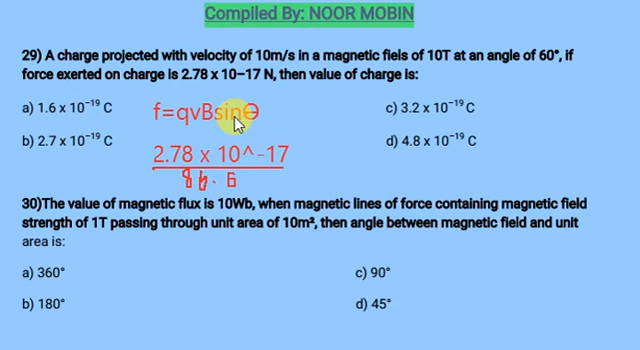 Compiled By: NOOR MOBIN
29) A charge projected with velocity of 10m/s in a magnetic fiels of 10T at an angle of 60°, if
force exerted on charge is 2.78 x 10–17 N, then value of charge is:
a) 1.6 x 10⁻¹⁹ C
c) 3.2 x 10⁻¹⁹ C
f=qvBsinΘ
b) 2.7 x 10⁻¹⁹ C
d) 4.8 x 10⁻¹⁹ C
2.78 x 10^-17
30)The value of magnetic flux is 10Wb, when magnetic lines of force containing magnetic field
strength of 1T passing through unit area of 10m², then angle between magnetic field and unit
area is:
a) 360°
c) 90°
b) 180°
d) 45°